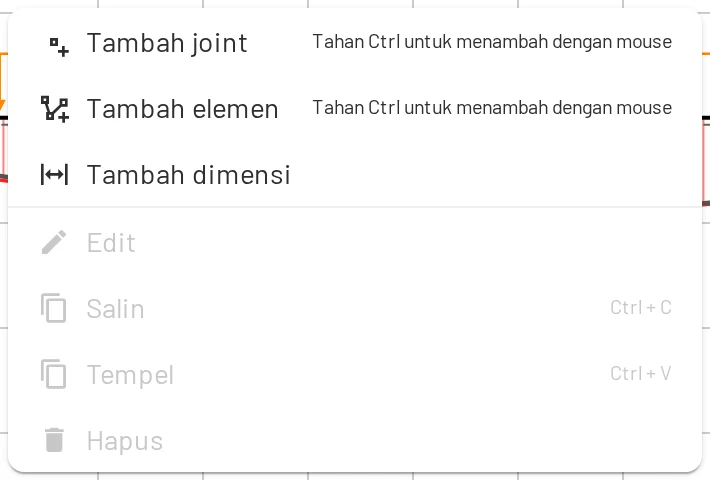 Tambah joint Tahan Ctrl untuk menambah dengan mouse
Tambah elemen Tahan Ctrl untuk menambah dengan mouse
Tambah dimensi
Edit
Salin Ctrl + C
Tempel Ctrl + V
Hapus